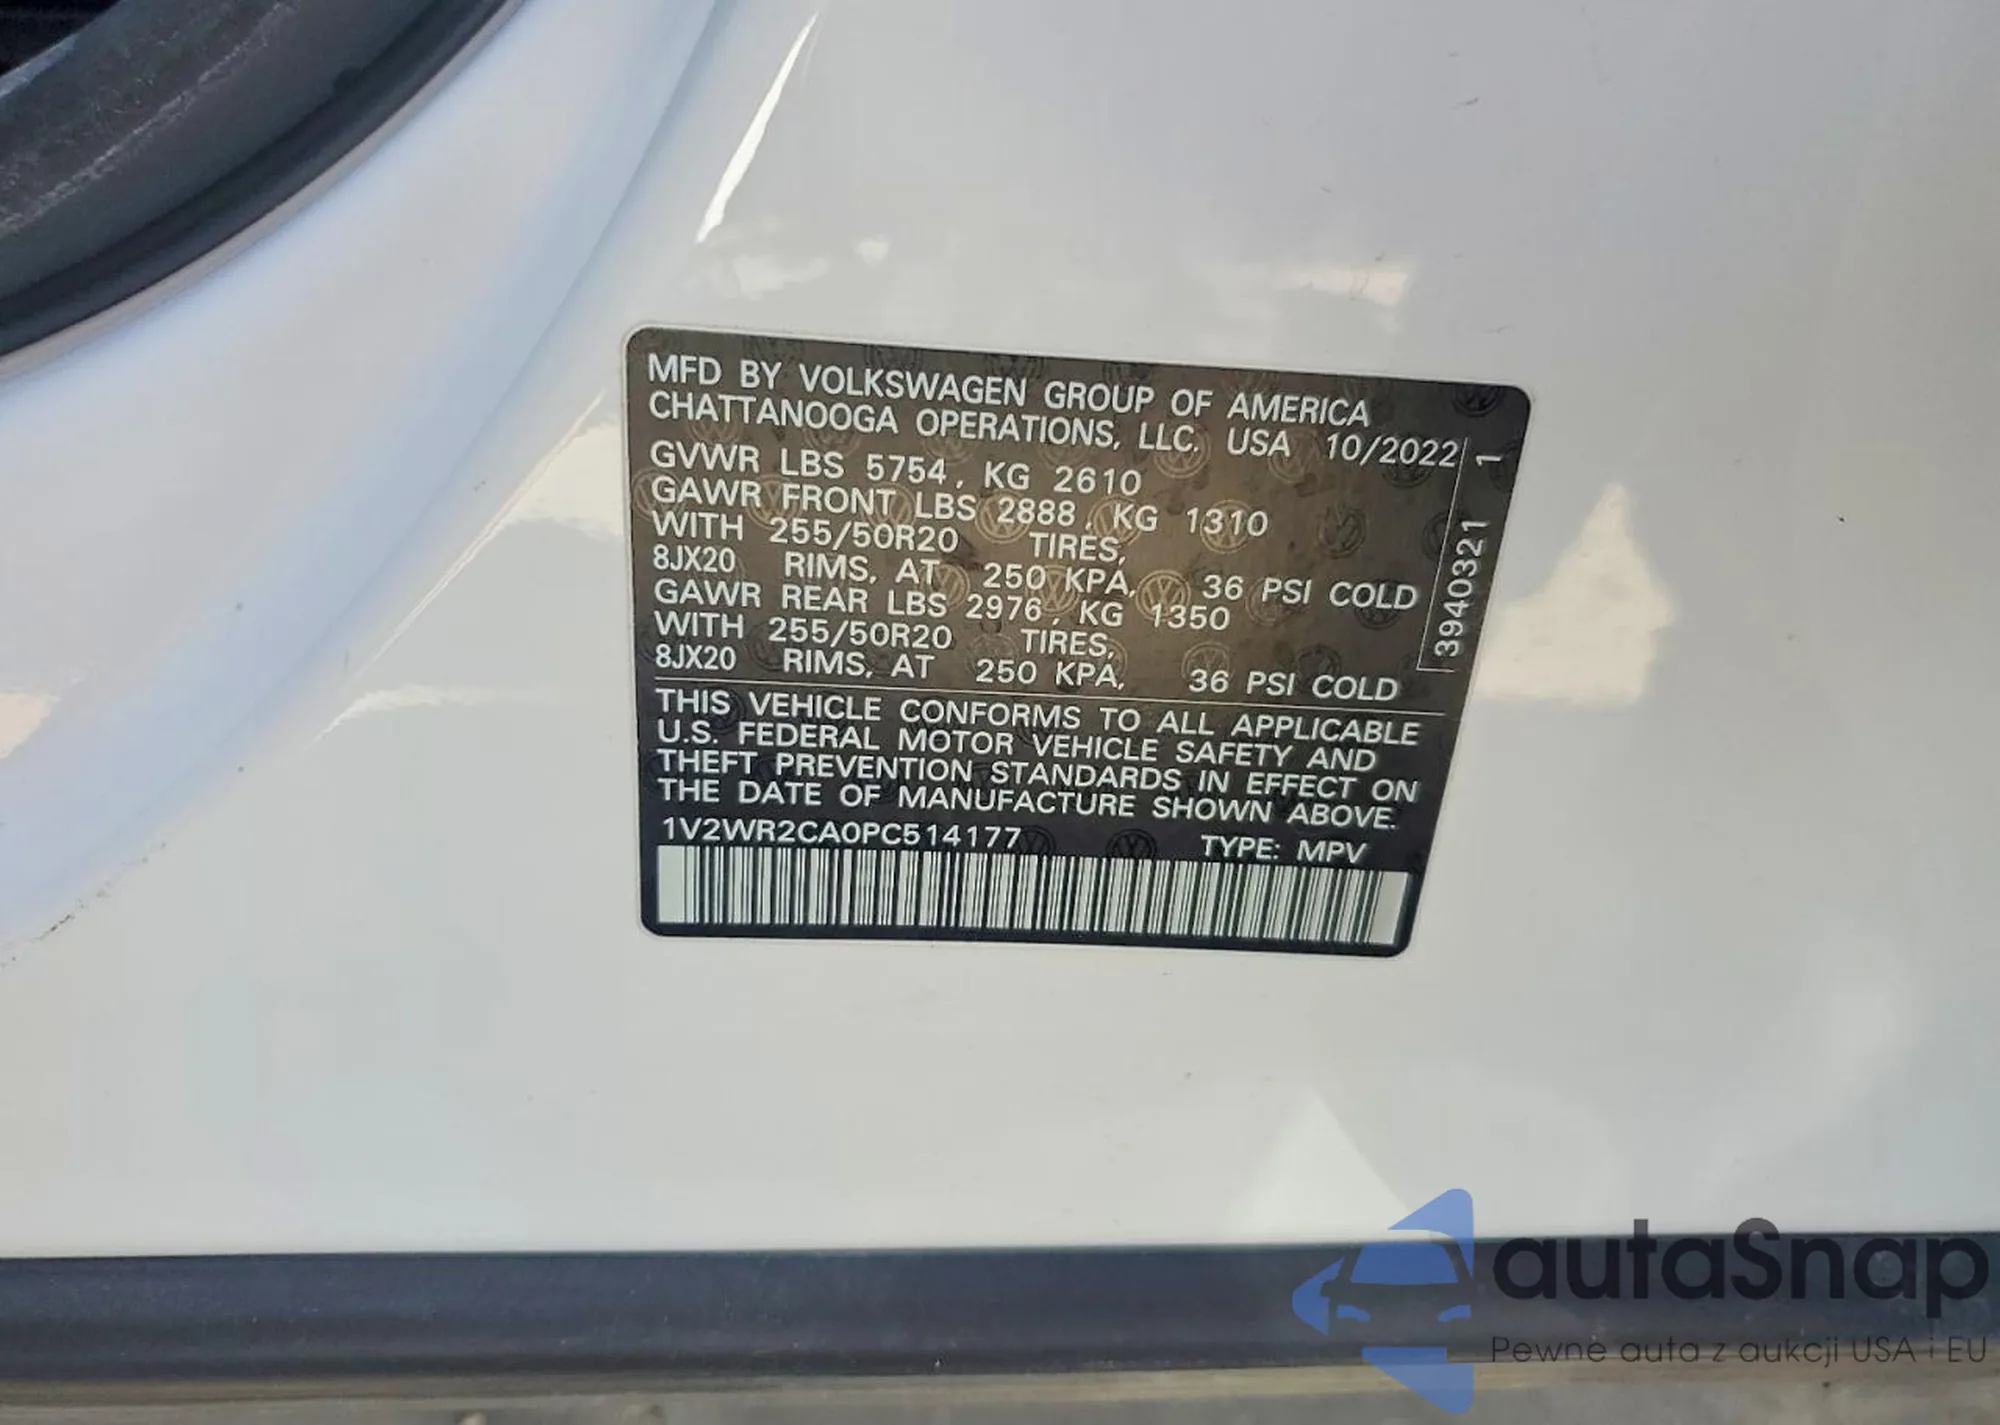 MFD BY VOLKSWAGEN GROUP OF AMERICA
CHATTANOOGA OPERATIONS, LLC. USA 10/2022
GVWR LBS 5754, KG 2610
GAWR FRONT LBS 2888, KG 1310
WITH 255/50R20 TIRES,
8JX20 RIMS, AT 250 KPA, 36 PSI COLD
GAWR REAR LBS 2976, KG 1350
WITH 255/50R20 TIRES,
8JX20 RIMS, AT 250 KPA, 36 PSI COLD
3940321 1
THIS VEHICLE CONFORMS TO ALL APPLICABLE
U.S. FEDERAL MOTOR VEHICLE SAFETY AND
THEFT PREVENTION STANDARDS IN EFFECT ON
THE DATE OF MANUFACTURE SHOWN ABOVE.
1V2WR2CA0PC514177 TYPE: MPV
autoSnap
Pewne auta z aukcji USA i EU